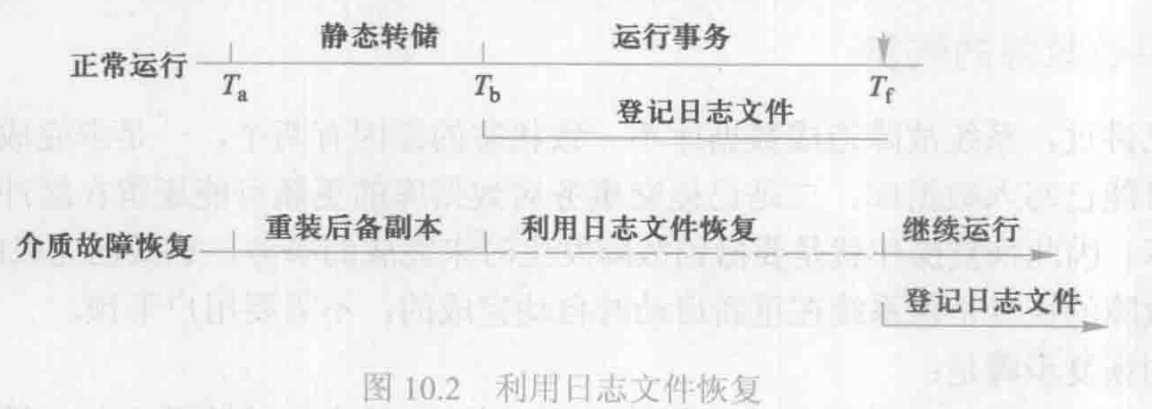 静态转储 运行事务
正常运行
Ta Tb Tf
登记日志文件
重装后备副本 利用日志文件恢复 继续运行
介质故障恢复
登记日志文件
图 10.2 利用日志文件恢复